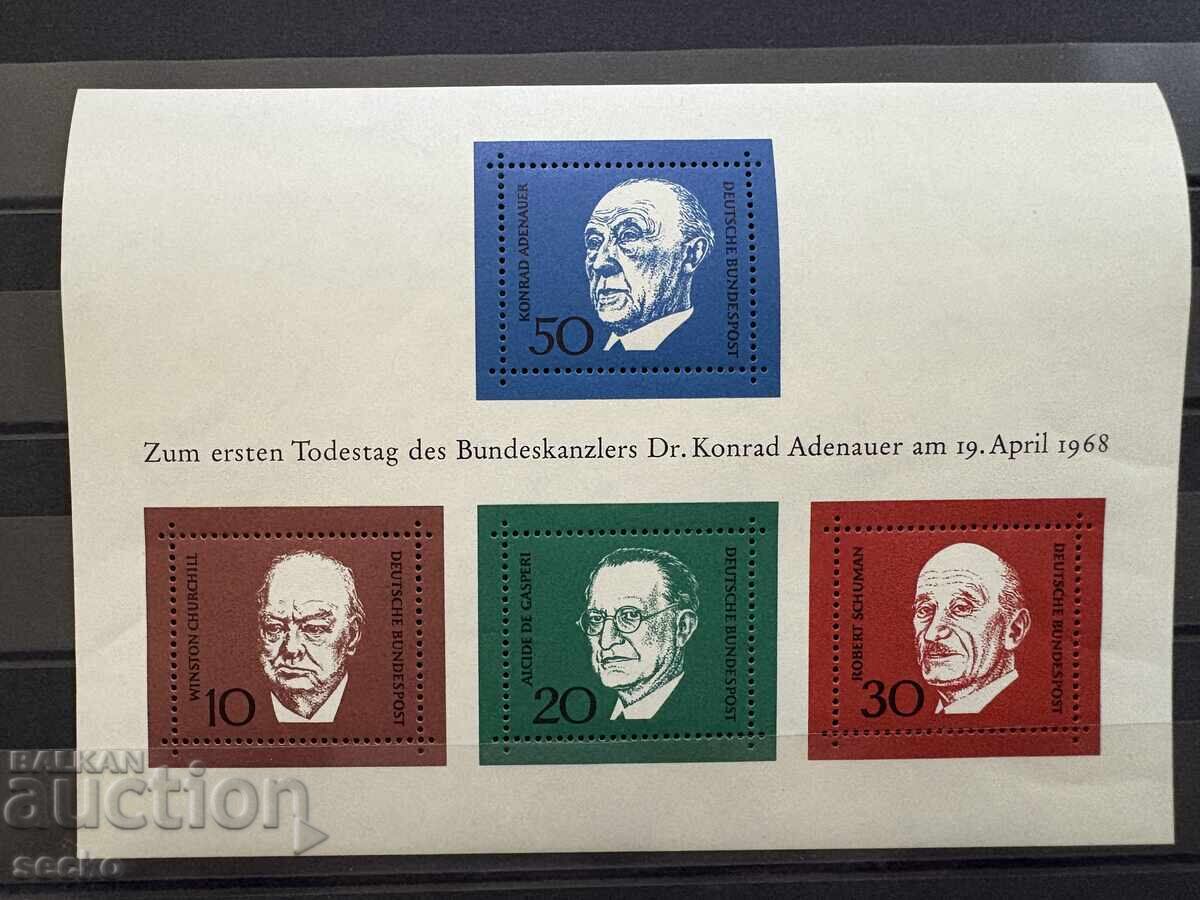 KONRAD ADENAUER
DEUTSCHE BUNDESPOST
50
Zum ersten Todestag des Bundeskanzlers Dr. Konrad Adenauer am 19. April 1968
WINSTON CHURCHILL
DEUTSCHE BUNDESPOST
10
ALCIDE DE GASPERI
DEUTSCHE BUNDESPOST
20
ROBERT SCHUMAN
DEUTSCHE BUNDESPOST
30
BALKAN
auction
secko